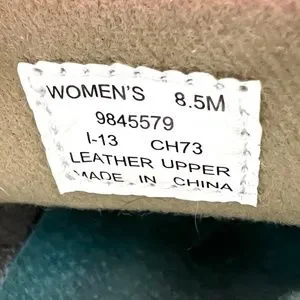 WOMEN'S 8.5M
9845579
I-13 CH73
LEATHER UPPER
MADE IN CHINA